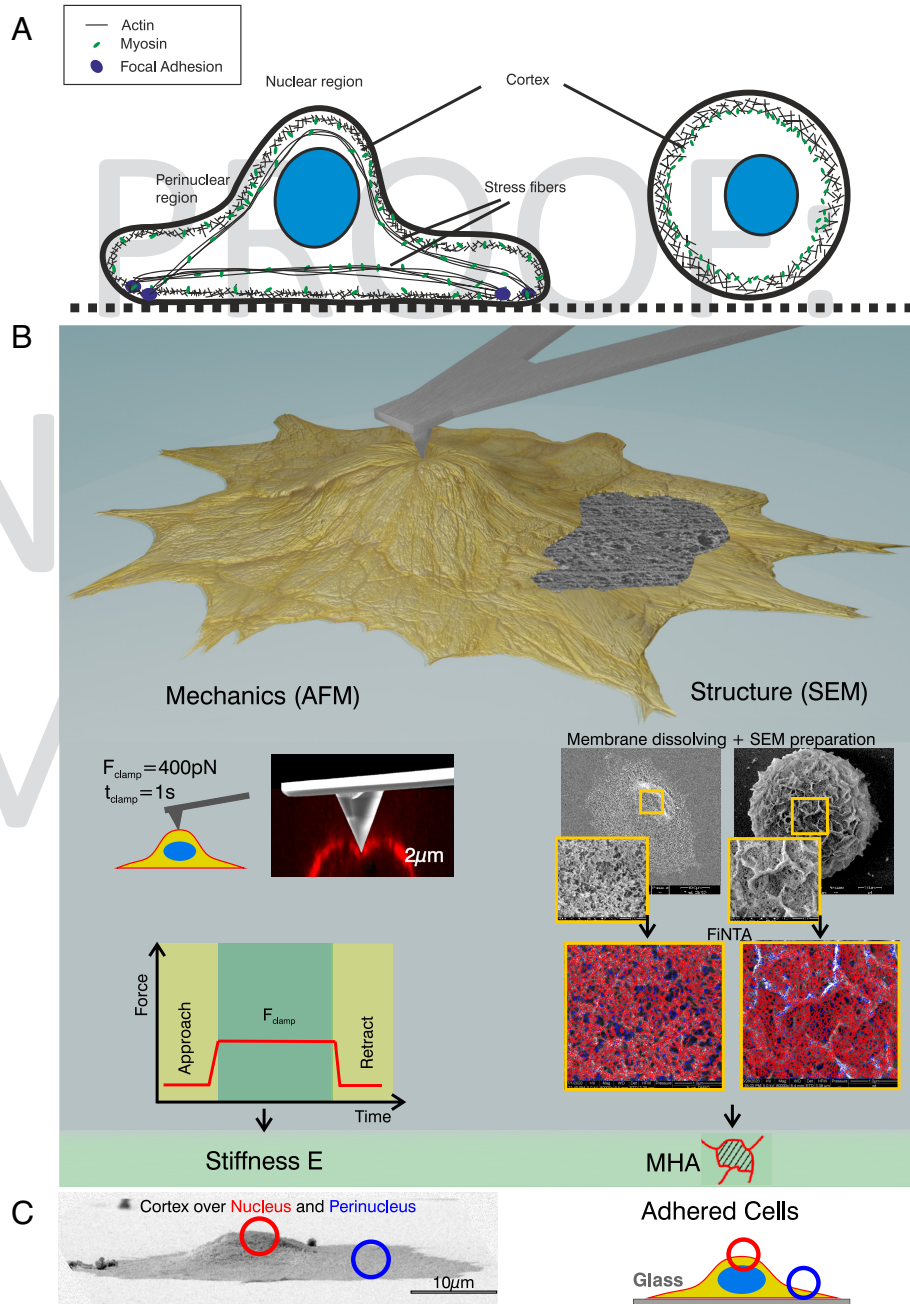 A
Actin
Myosin
Focal Adhesion
Nuclear region
Cortex
Perinuclear
region
Stress fibers
PROOF:
B
N
M
Mechanics (AFM)
Structure (SEM)
Membrane dissolving + SEM preparation
F_clamp=400pN
t_clamp=1s
2µm
FiNTA
Force
Approach
F_clamp
Retract
Time
Stiffness E
MHA
C
Cortex over Nucleus and Perinucleus
10µm
Adhered Cells
Glass